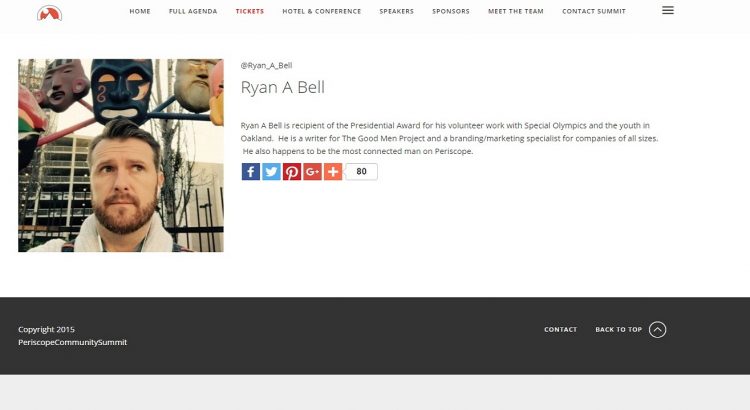 HOME FULL AGENDA TICKETS HOTEL & CONFERENCE SPEAKERS SPONSORS MEET THE TEAM CONTACT SUMMIT
@Ryan_A_Bell
Ryan A Bell
Ryan A Bell is recipient of the Presidential Award for his volunteer work with Special Olympics and the youth in
Oakland. He is a writer for The Good Men Project and a branding/marketing specialist for companies of all sizes.
He also happens to be the most connected man on Periscope.
80
Copyright 2015
PeriscopeCommunitySummit
CONTACT BACK TO TOP